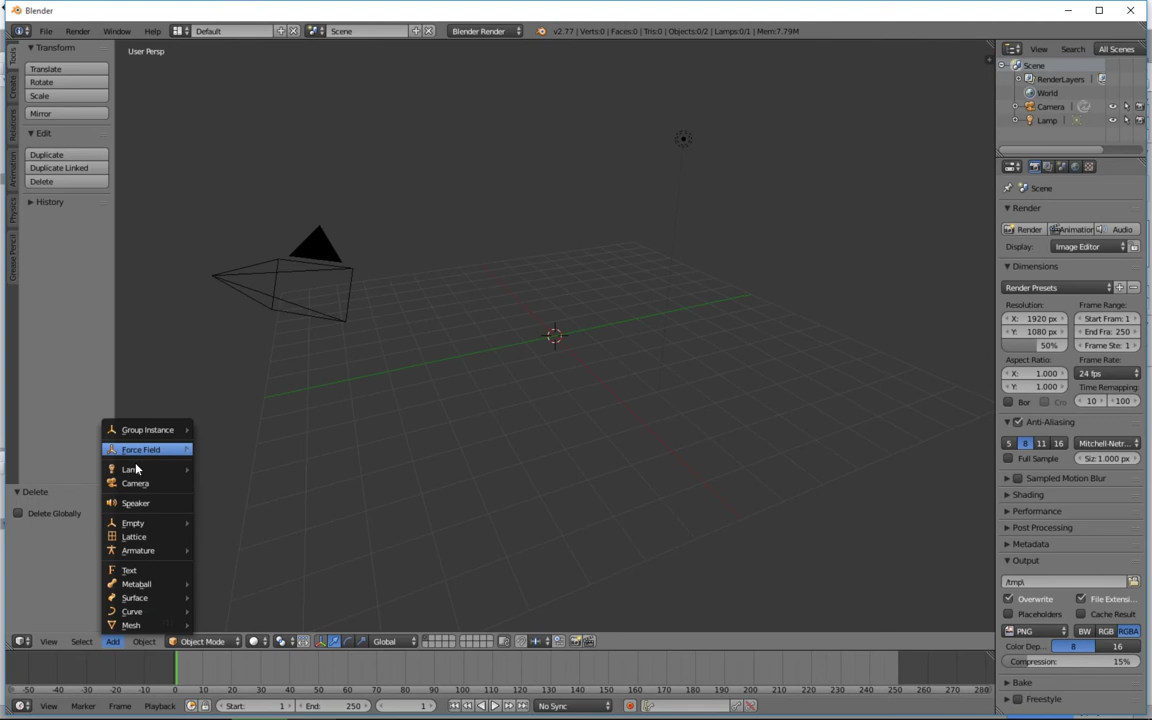 Blender
File Render Window Help Default Scene Blender Render v2.77 | Verts:0 | Faces:0 | Tris:0 | Objects:0/2 | Lamps:0/1 | Mem:7.79M
Tools
Create
Relations
Animation
Physics
Grease Pencil
Transform
Translate
Rotate
Scale
Mirror
Edit
Duplicate
Duplicate Linked
Delete
History
Delete
Delete Globally
User Persp
Group Instance
Force Field
Camera
Speaker
Empty
Lattice
Armature
Text
Metaball
Surface
Curve
Mesh
View Select Add Object Object Mode Global
-50 -40 -30 -20 -10 0 10 20 30 40 50 60 70 80 90 100 110 120 130 140 150 160 170 180 190 200 210 220 230 240 250 260 270 280
View Marker Frame Playback Start: 1 End: 250 1 No Sync
View Search All Scenes
Scene
RenderLayers
World
Camera
Lamp
Scene
Render
Render Animation Audio
Display: Image Editor
Dimensions
Render Presets
Resolution: Frame Range:
X: 1920 px Start Fram: 1
Y: 1080 px End Fra: 250
50% Frame Ste: 1
Aspect Ratio: Frame Rate:
X: 1.000 24 fps
Y: 1.000 Time Remapping:
Bor Cro 10 100
Anti-Aliasing
5 8 11 16 Mitchell-Netr...
Full Sample Siz: 1.000 px
Sampled Motion Blur
Shading
Performance
Post Processing
Metadata
Output
/tmp\
Overwrite File Extensi...
Placeholders Cache Result
PNG BW RGB RGBA
Color Dep... 8 16
Compression: 15%
Bake
Freestyle